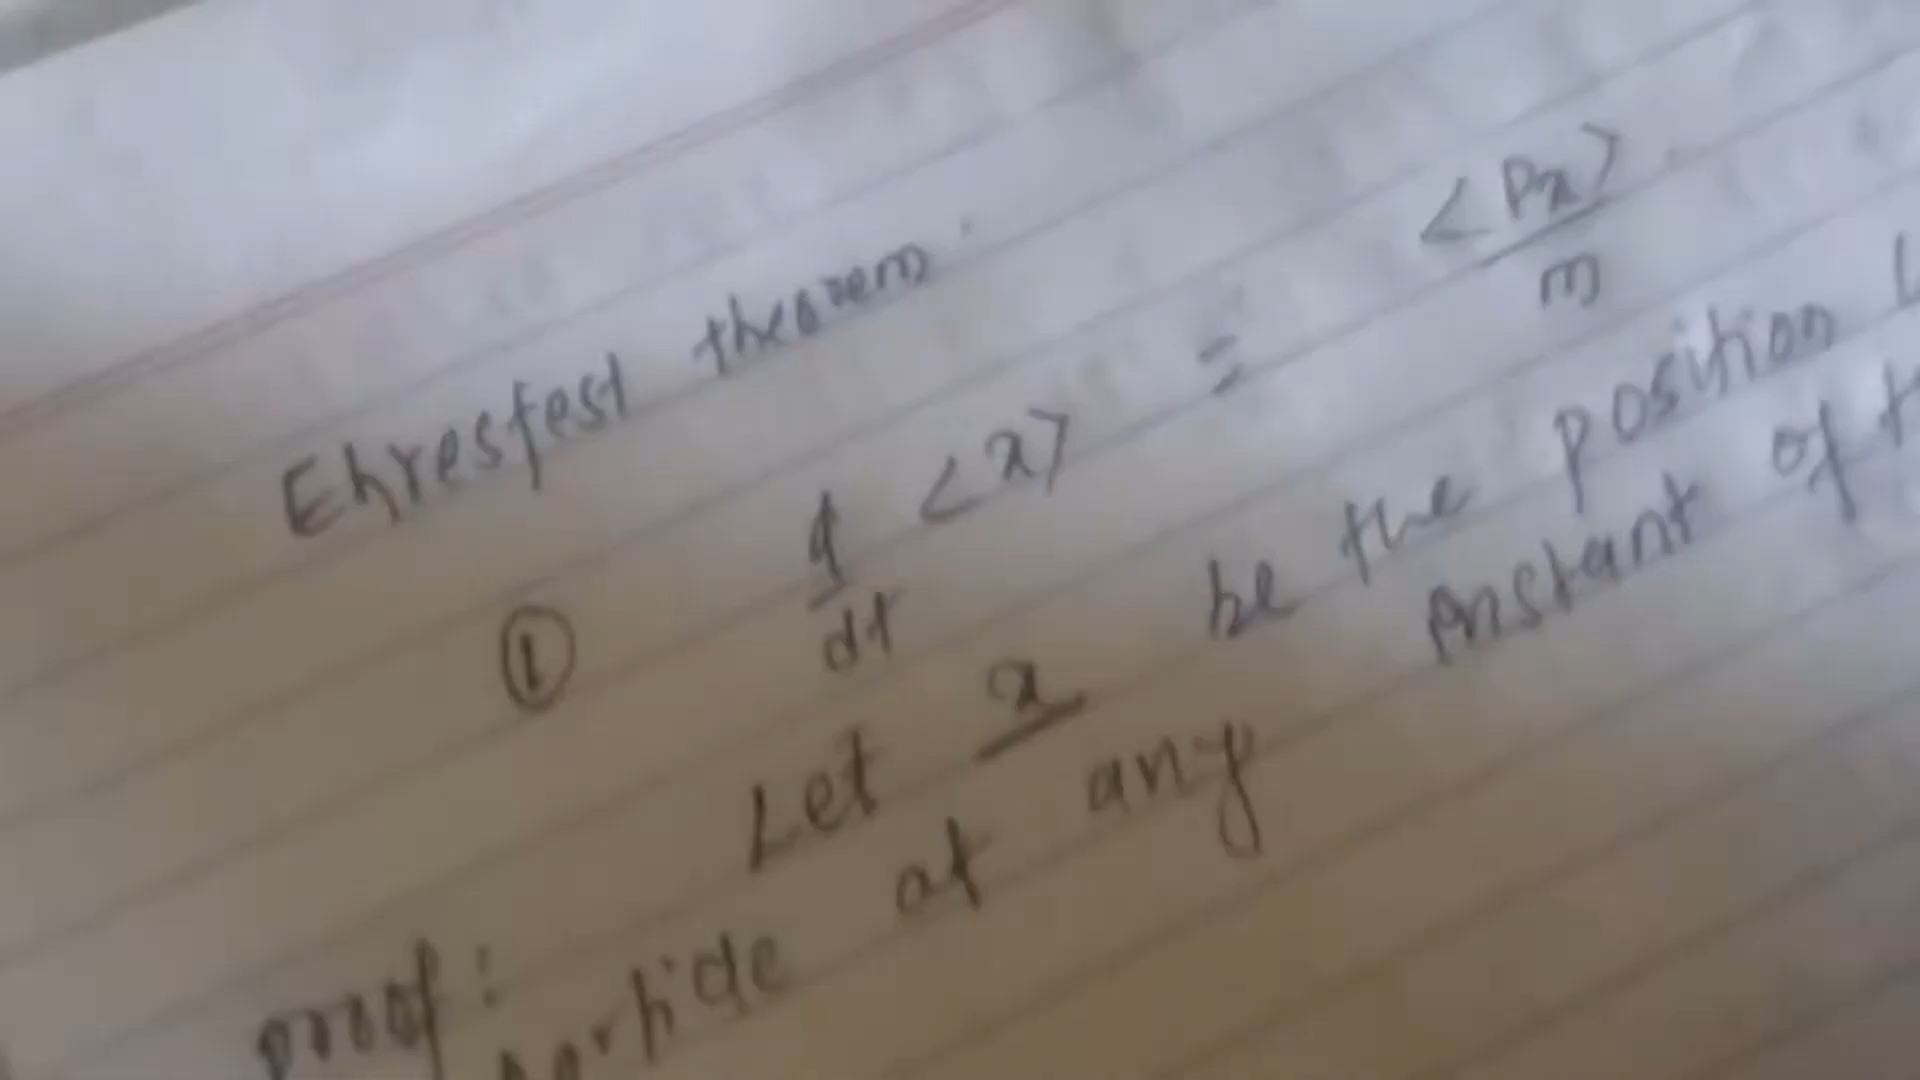 Ehresfest theorem.
① d/dt <x> = <Px>/m
proof: Let x be the position
particle at any instant of